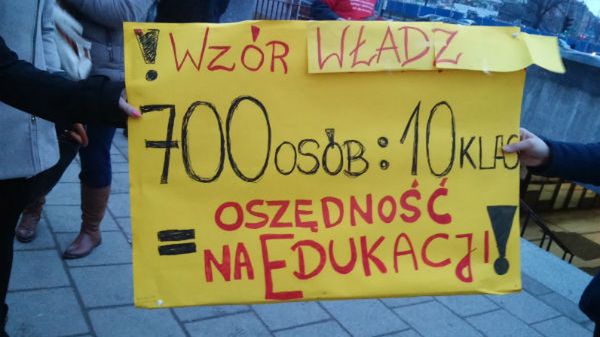 ! WZÓR WŁADZ
700 OSÓB : 10 KLAS
= OSZĘDNOŚĆ
NA EDUKACJI!